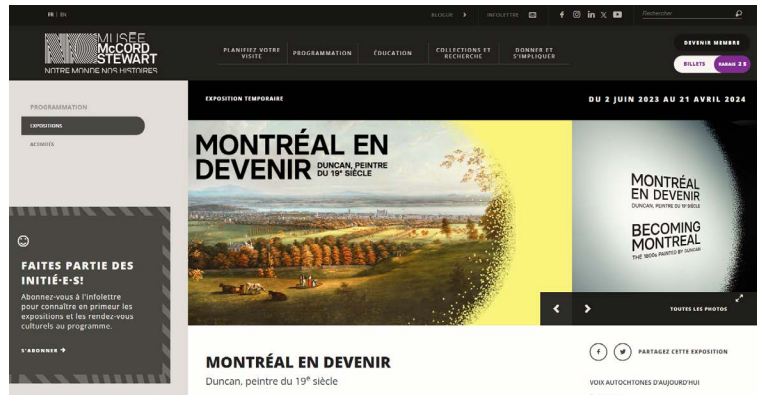 FR | EN
BLOGUE
INFOLETTRE
Rechercher
MUSÉE
McCORD
STEWART
NOTRE MONDE NOS HISTOIRES
PLANIFIEZ VOTRE
VISITE
PROGRAMMATION
ÉDUCATION
COLLECTIONS ET
RECHERCHE
DONNER ET
S'IMPLIQUER
DEVENIR MEMBRE
BILLETS
RABAIS 2 $
PROGRAMMATION
EXPOSITIONS
ACTIVITÉS
EXPOSITION TEMPORAIRE
DU 2 JUIN 2023 AU 21 AVRIL 2024
MONTRÉAL EN
DEVENIR
DUNCAN, PEINTRE
DU 19ᵉ SIÈCLE
MONTRÉAL
EN DEVENIR
DUNCAN, PEINTRE DU 19ᵉ SIÈCLE
BECOMING
MONTREAL
THE 1800s PAINTED BY DUNCAN
TOUTES LES PHOTOS
FAITES PARTIE DES
INITIÉ·E·S!
Abonnez-vous à l'infolettre
pour connaître en primeur les
expositions et les rendez-vous
culturels au programme.
S'ABONNER
MONTRÉAL EN DEVENIR
Duncan, peintre du 19ᵉ siècle
PARTAGEZ CETTE EXPOSITION
VOIX AUTOCHTONES D'AUJOURD'HUI